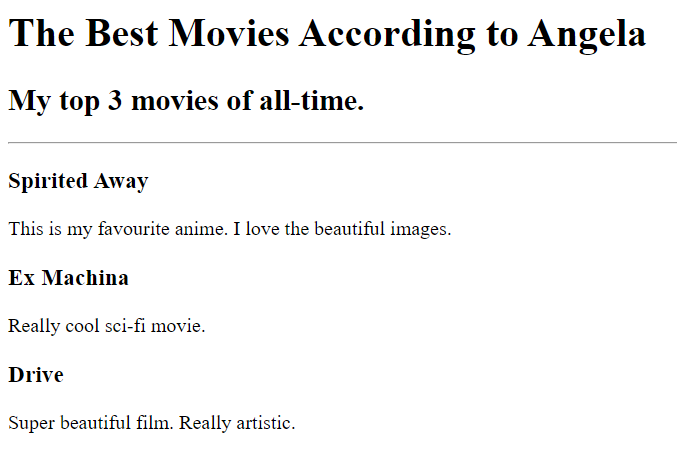 The Best Movies According to Angela
My top 3 movies of all-time.
Spirited Away
This is my favourite anime. I love the beautiful images.
Ex Machina
Really cool sci-fi movie.
Drive
Super beautiful film. Really artistic.